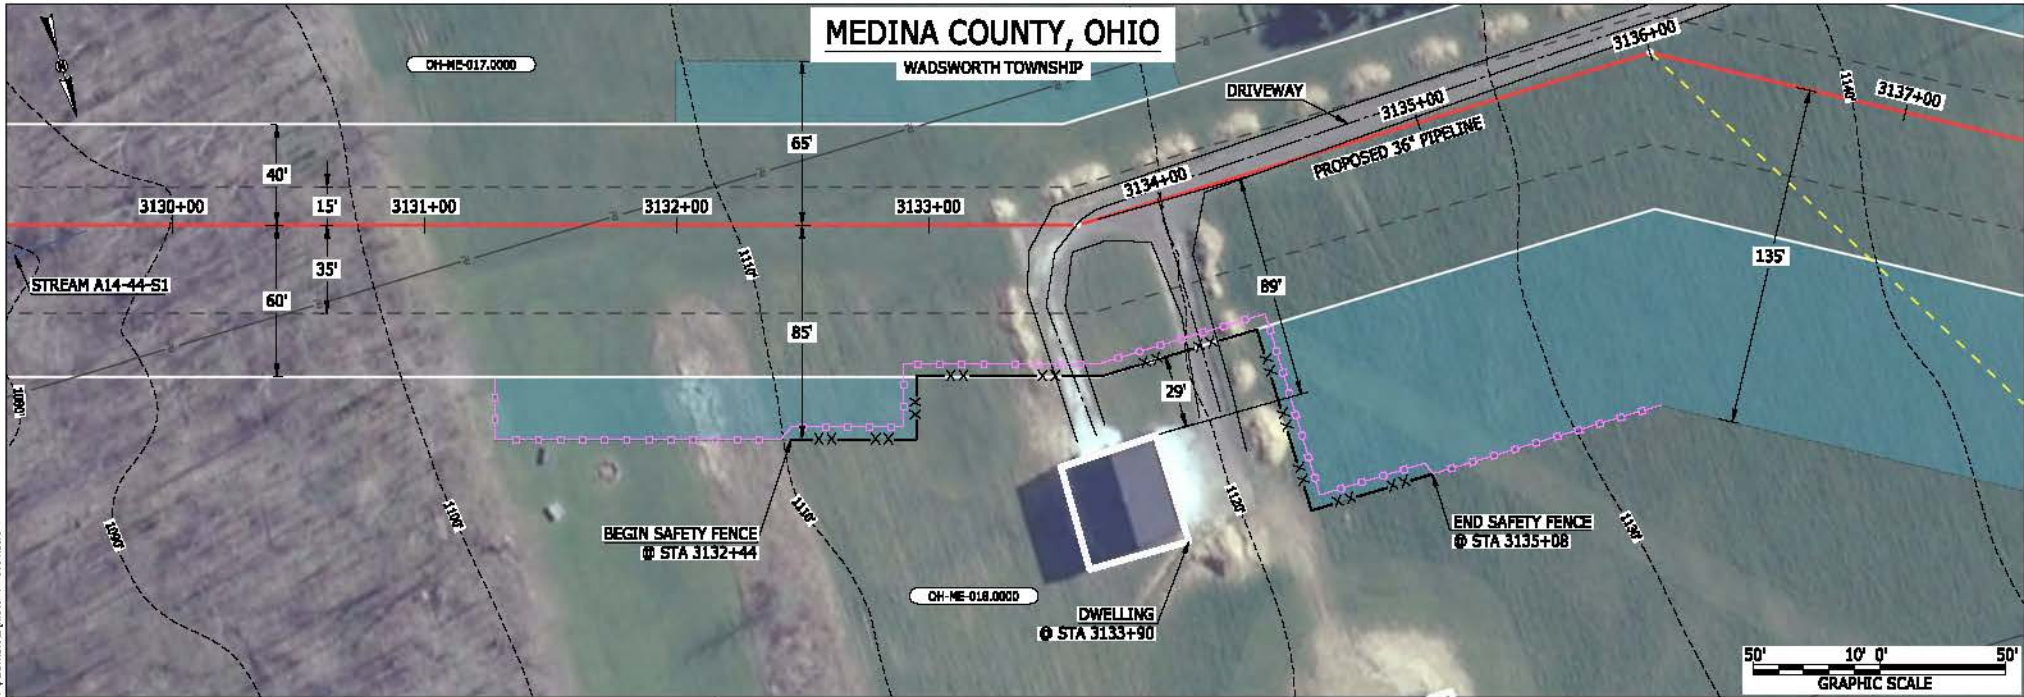 MEDINA COUNTY, OHIO
WADSWORTH TOWNSHIP
OH-ME-017.0000
DRIVEWAY
3136+00
3137+00
1140'
3135+00
PROPOSED 36" PIPELINE
65'
40'
15'
3130+00
3131+00
3132+00
3133+00
3134+00
35'
60'
STREAM A14-44-S1
1110'
89'
135'
85'
29'
1080'
1090'
1100'
1110'
1120'
1130'
BEGIN SAFETY FENCE
@ STA 3132+44
END SAFETY FENCE
@ STA 3135+08
OH-ME-018.0000
DWELLING
@ STA 3133+90
50' 10' 0' 50'
GRAPHIC SCALE